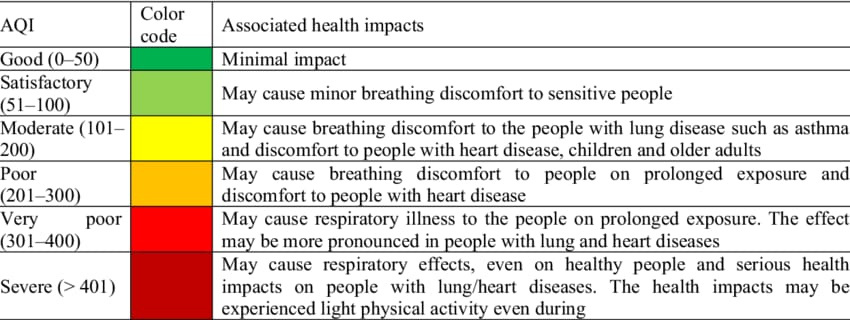 AQI
Color
code
Associated health impacts
Good (0–50)
Minimal impact
Satisfactory
(51–100)
May cause minor breathing discomfort to sensitive people
Moderate (101–
200)
May cause breathing discomfort to the people with lung disease such as asthma
and discomfort to people with heart disease, children and older adults
Poor
(201–300)
May cause breathing discomfort to people on prolonged exposure and
discomfort to people with heart disease
Very poor
(301–400)
May cause respiratory illness to the people on prolonged exposure. The effect
may be more pronounced in people with lung and heart diseases
Severe (> 401)
May cause respiratory effects, even on healthy people and serious health
impacts on people with lung/heart diseases. The health impacts may be
experienced light physical activity even during